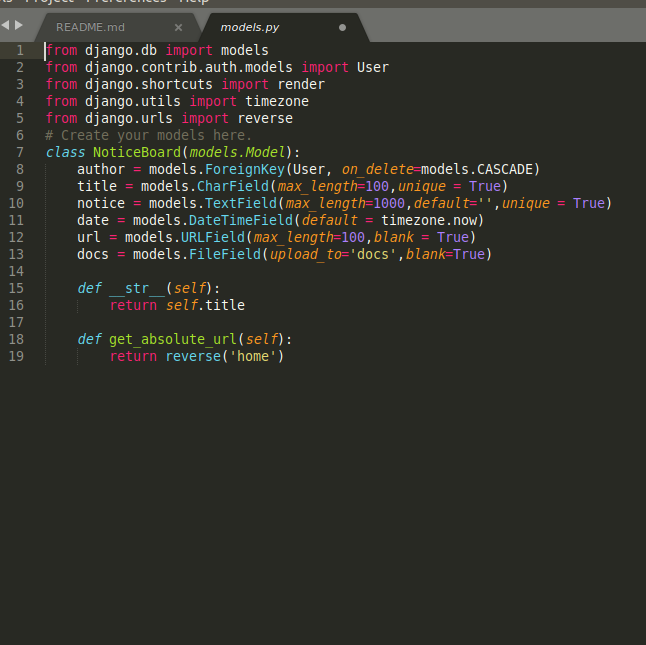 Project Preferences Help
README.md × models.py
1 from django.db import models
2 from django.contrib.auth.models import User
3 from django.shortcuts import render
4 from django.utils import timezone
5 from django.urls import reverse
6 # Create your models here.
7 class NoticeBoard(models.Model):
8     author = models.ForeignKey(User, on_delete=models.CASCADE)
9     title = models.CharField(max_length=100,unique = True)
10     notice = models.TextField(max_length=1000,default='',unique = True)
11     date = models.DateTimeField(default = timezone.now)
12     url = models.URLField(max_length=100,blank = True)
13     docs = models.FileField(upload_to='docs',blank=True)
14
15     def __str__(self):
16         return self.title
17
18     def get_absolute_url(self):
19         return reverse('home')